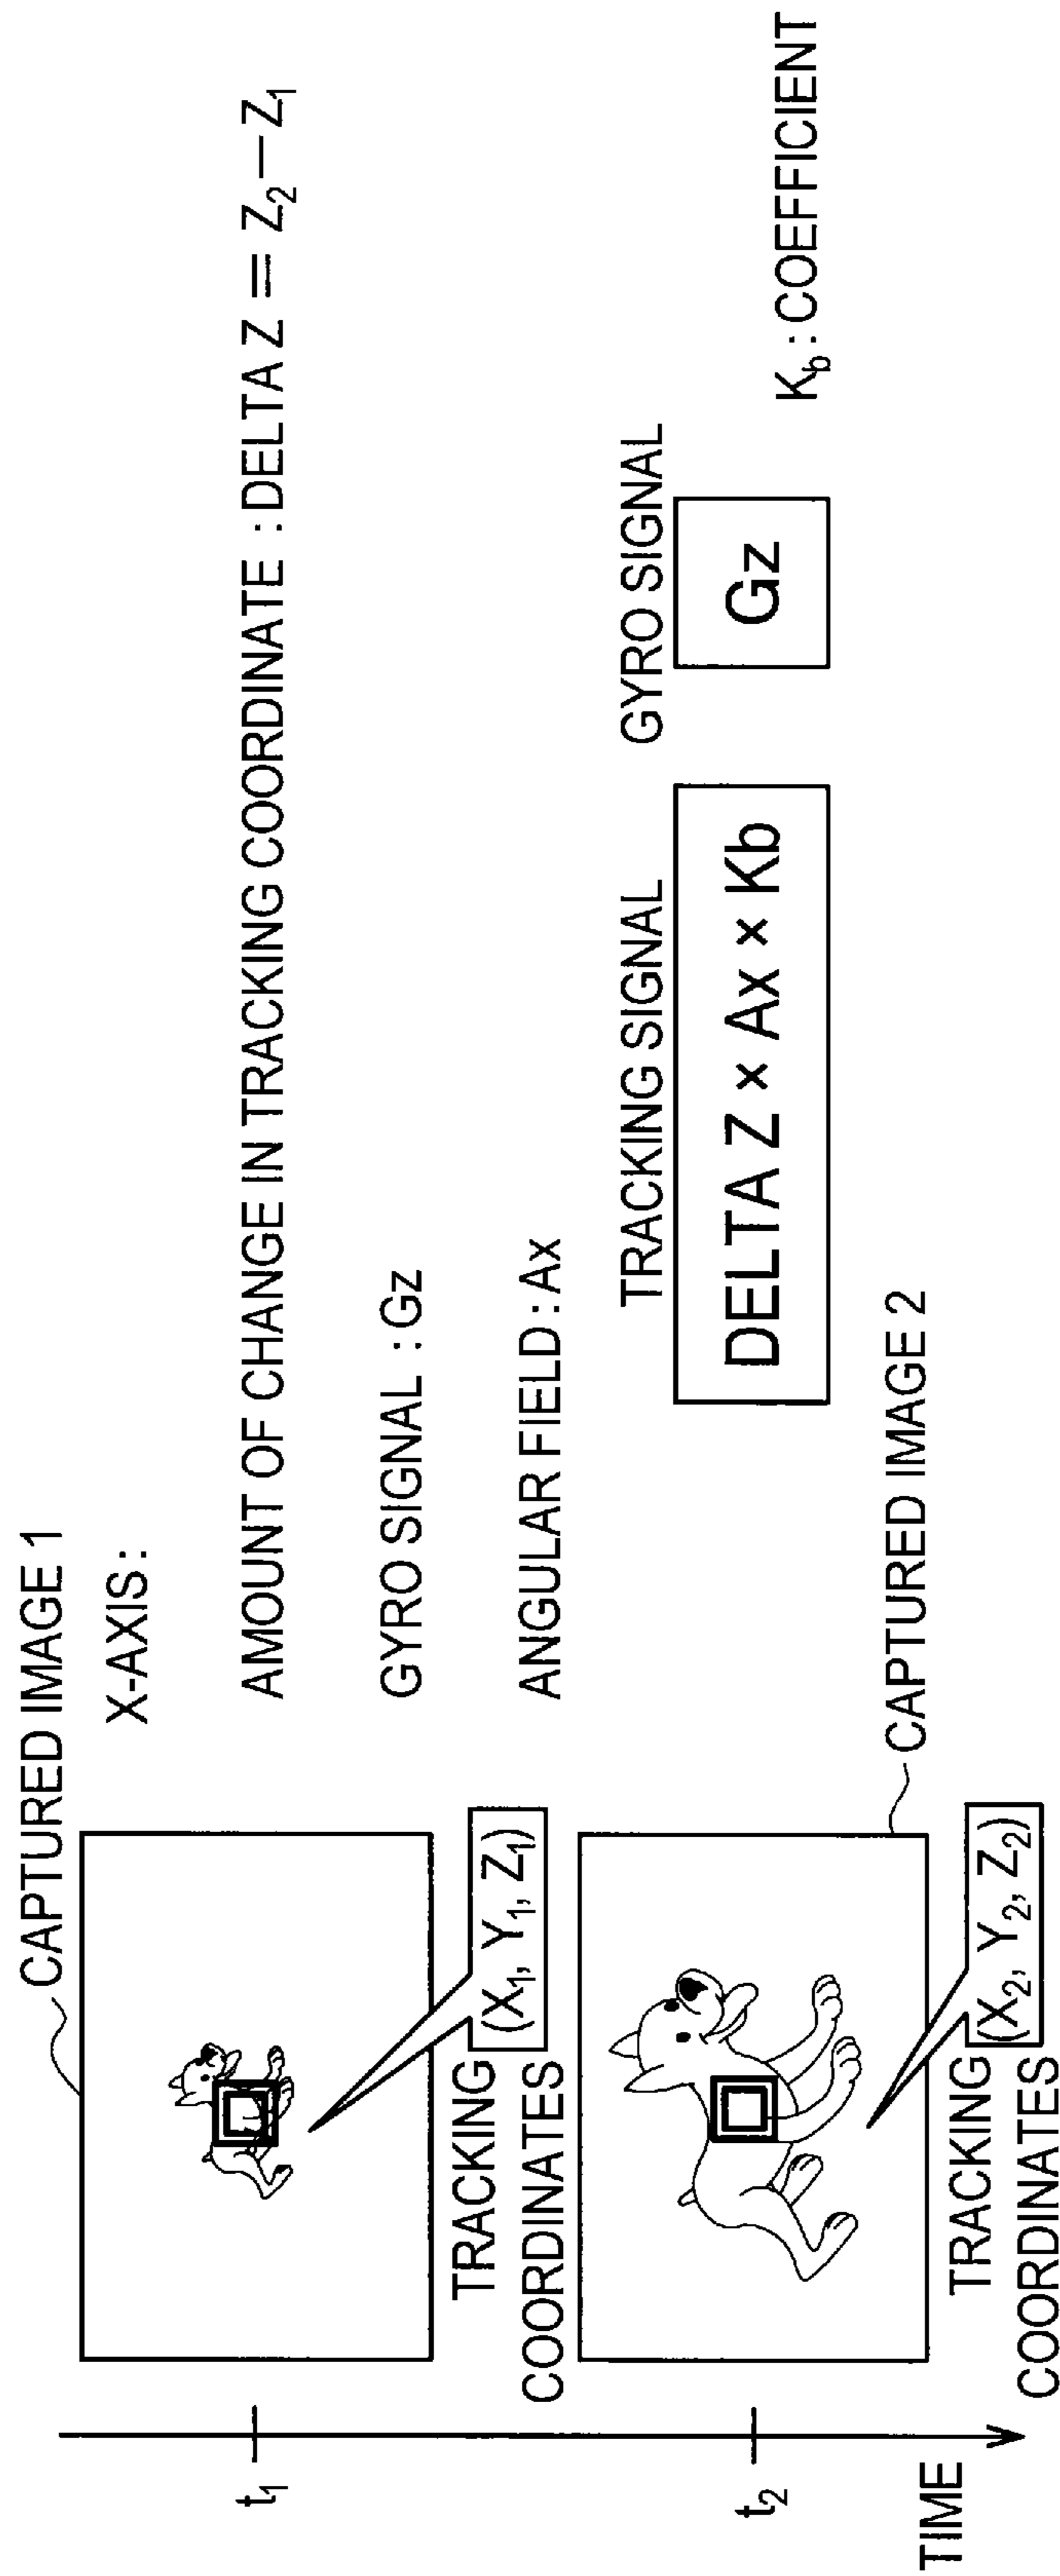 CAPTURED IMAGE 1
t₁
X-AXIS :
AMOUNT OF CHANGE IN TRACKING COORDINATE : DELTA Z = Z₂ — Z₁
GYRO SIGNAL : Gz
ANGULAR FIELD : Ax
TRACKING
COORDINATES
(X₁, Y₁, Z₁)
TRACKING SIGNAL
GYRO SIGNAL
DELTA Z × Ax × Kb
Gz
K_b : COEFFICIENT
t₂
CAPTURED IMAGE 2
TRACKING
COORDINATES
(X₂, Y₂, Z₂)
TIME